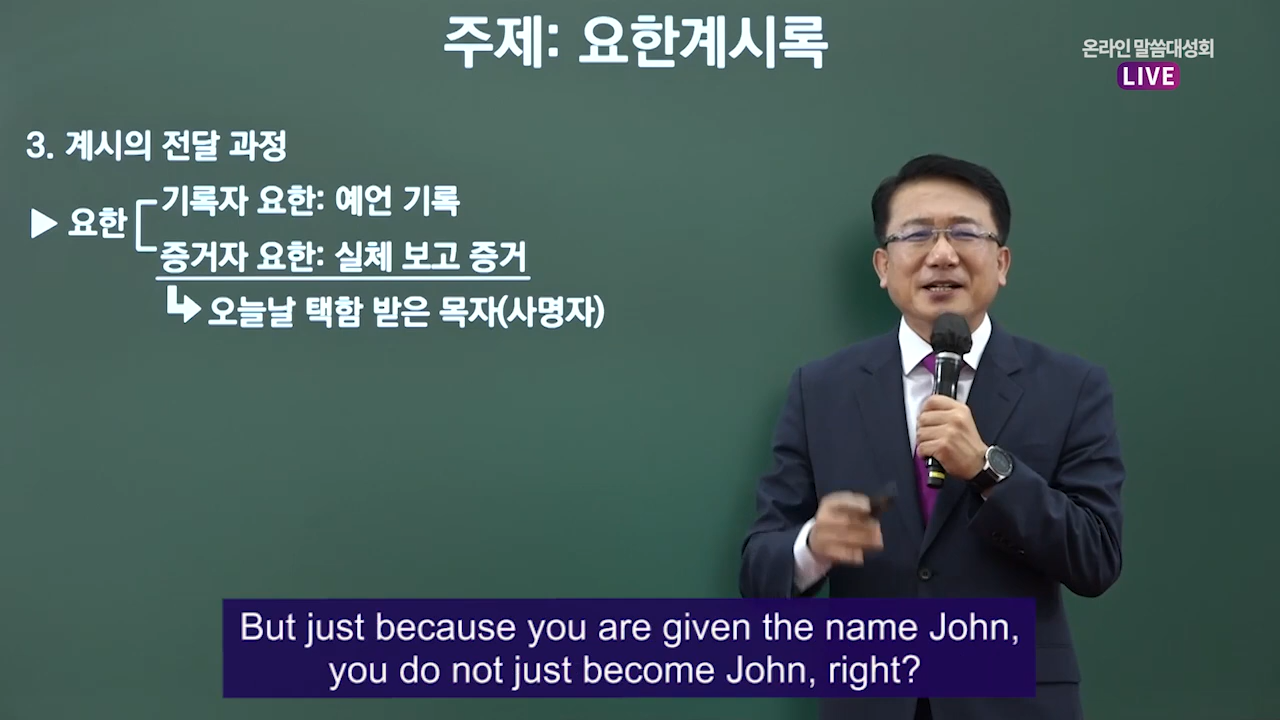 주제: 요한계시록
온라인 말씀대성회
LIVE
3. 계시의 전달 과정
▶ 요한
기록자 요한: 예언 기록
증거자 요한: 실체 보고 증거
오늘날 택함 받은 목자(사명자)
But just because you are given the name John,
you do not just become John, right?